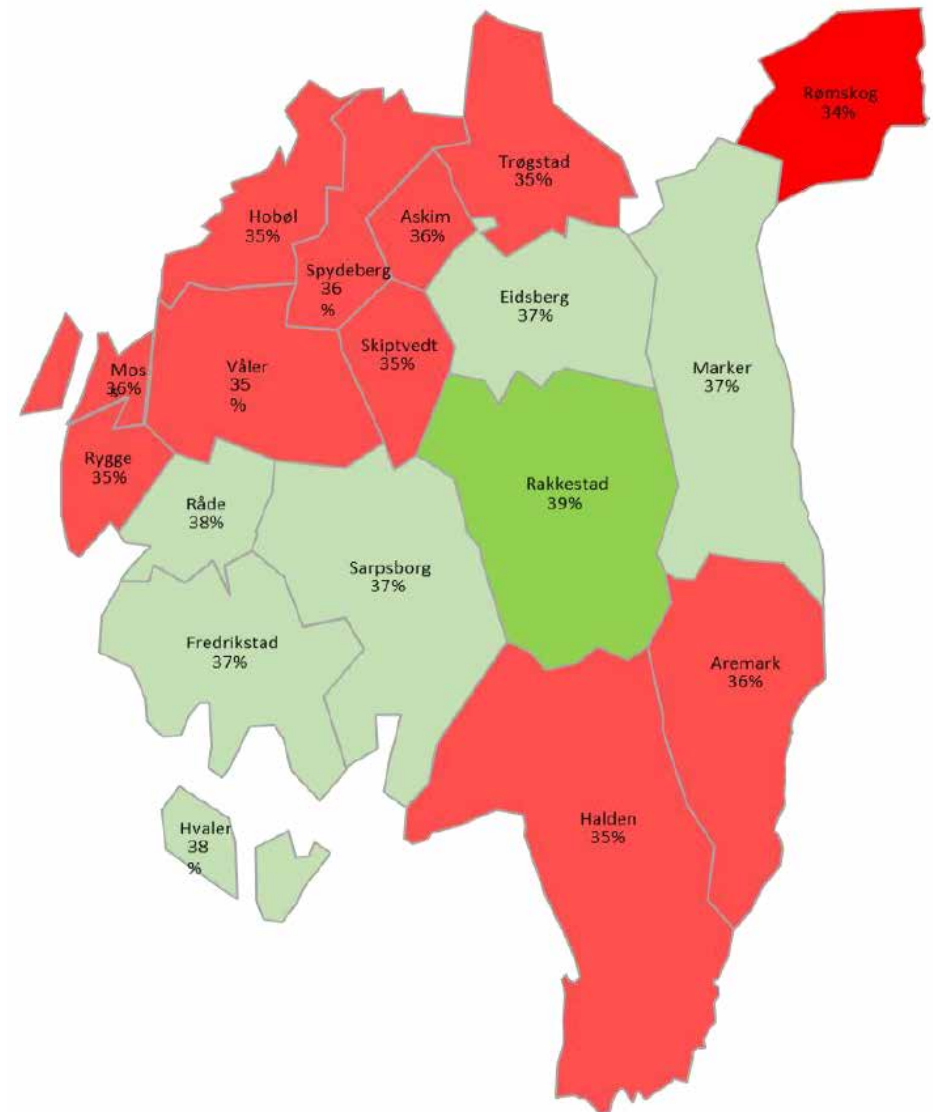 Rømskog
34%
Trøgstad
35%
Hobøl
35%
Askim
36%
Spydeberg
36
%
Eidsberg
37%
Skiptvedt
35%
Marker
37%
Mos
s
36%
Våler
35
%
Rygge
35%
Rakkestad
39%
Råde
38%
Sarpsborg
37%
Fredrikstad
37%
Aremark
36%
Halden
35%
Hvaler
38
%